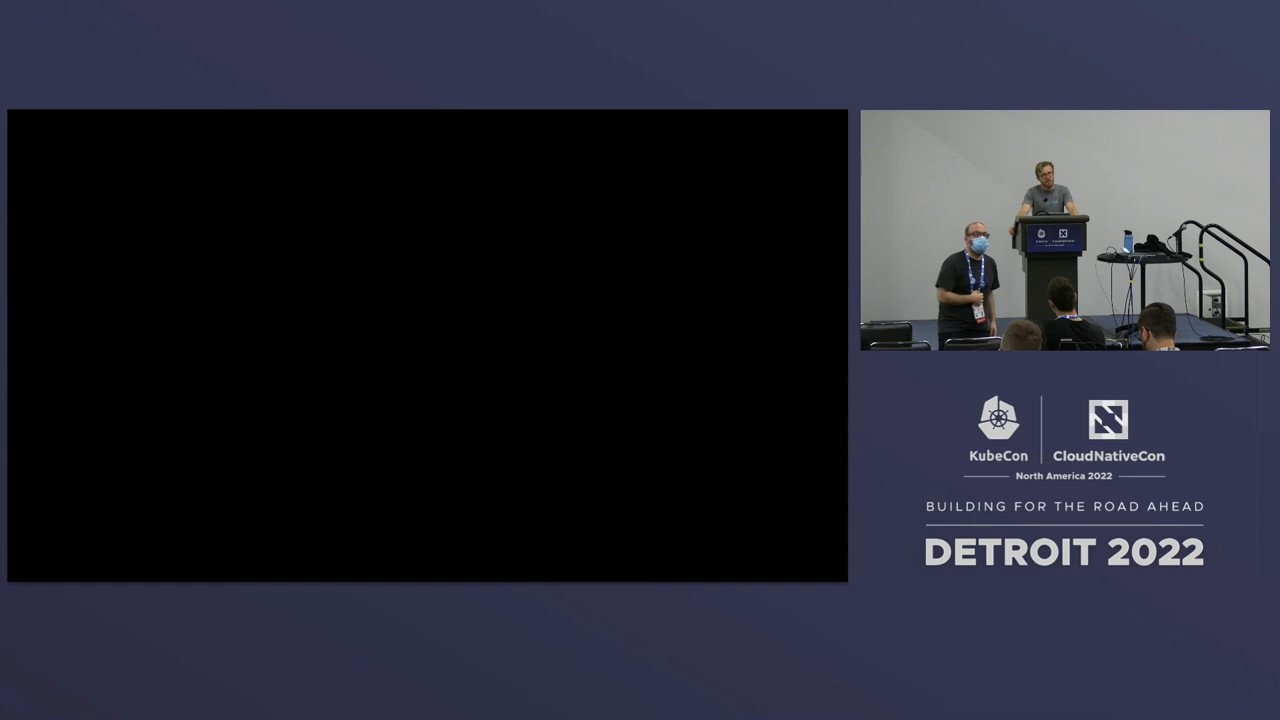 KubeCon
CloudNativeCon
North America 2022
BUILDING FOR THE ROAD AHEAD
DETROIT 2022